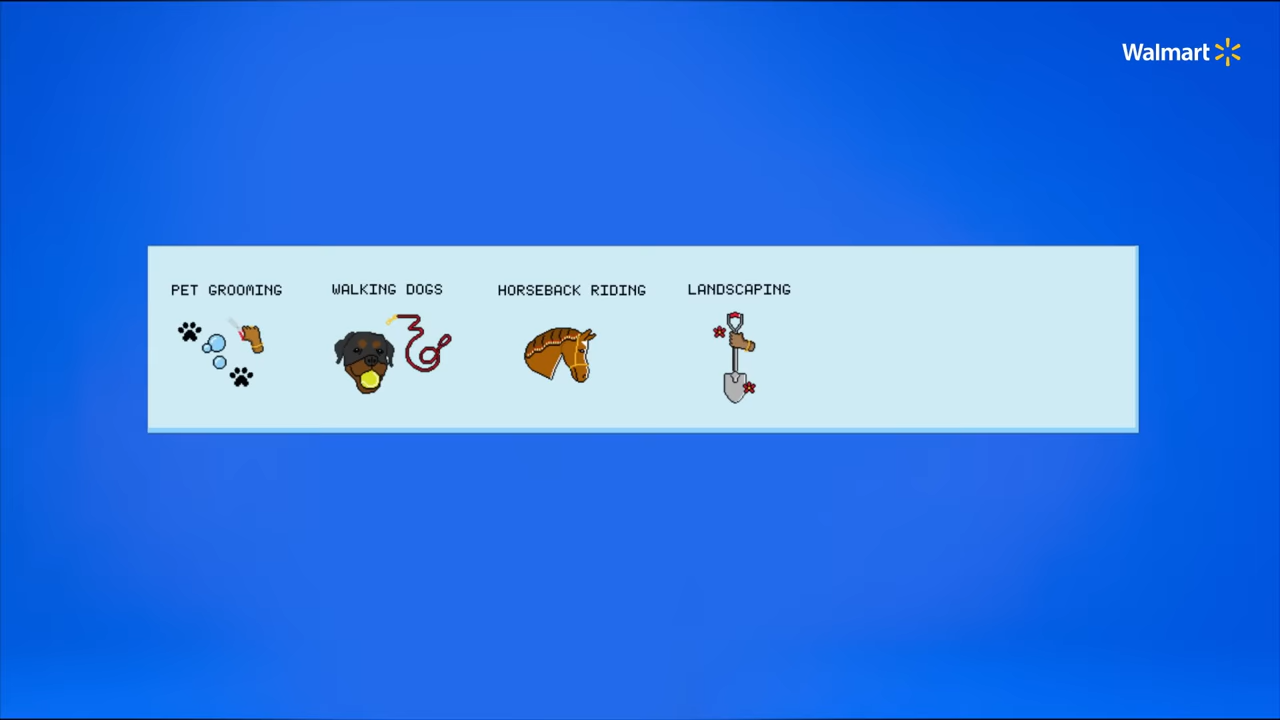 Walmart
PET GROOMING
WALKING DOGS
HORSEBACK RIDING
LANDSCAPING